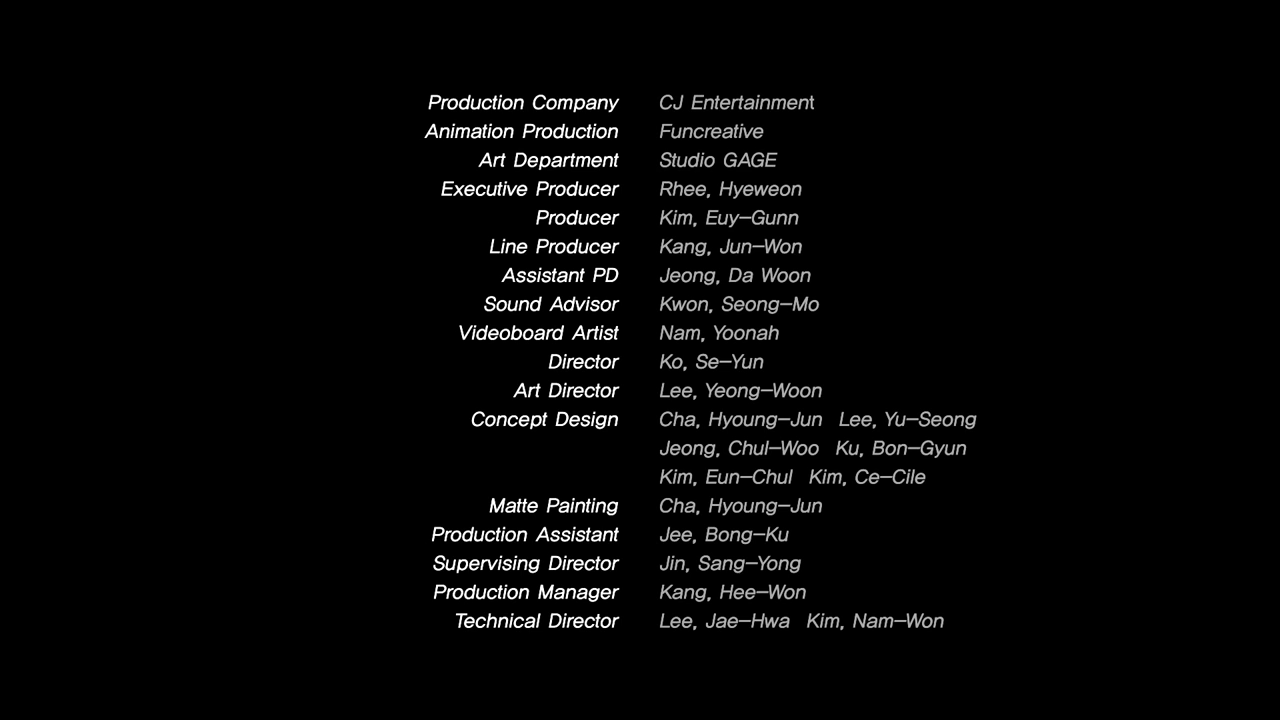 Production Company CJ Entertainment
Animation Production Funcreative
Art Department Studio GAGE
Executive Producer Rhee, Hyeweon
Producer Kim, Euy-Gunn
Line Producer Kang, Jun-Won
Assistant PD Jeong, Da Woon
Sound Advisor Kwon, Seong-Mo
Videoboard Artist Nam, Yoonah
Director Ko, Se-Yun
Art Director Lee, Yeong-Woon
Concept Design Cha, Hyoung-Jun Lee, Yu-Seong
Jeong, Chul-Woo Ku, Bon-Gyun
Kim, Eun-Chul Kim, Ce-Cile
Matte Painting Cha, Hyoung-Jun
Production Assistant Jee, Bong-Ku
Supervising Director Jin, Sang-Yong
Production Manager Kang, Hee-Won
Technical Director Lee, Jae-Hwa Kim, Nam-Won